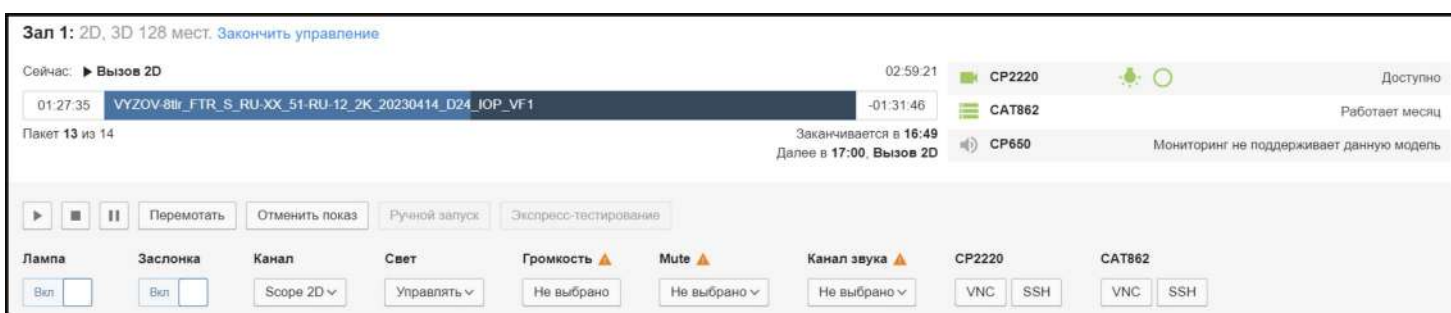 Зал 1: 2D, 3D 128 мест. Закончить управление
Сейчас: Вызов 2D 02:59:21
01:27:35 VYZOV-8tlr_FTR_S_RU-XX_51-RU-12_2K_20230414_D24_IOP_VF1 -01:31:46
Пакет 13 из 14
Заканчивается в 16:49
Далее в 17:00, Вызов 2D
CP2220 Доступно
CAT862 Работает месяц
CP650 Мониторинг не поддерживает данную модель
Перемотать Отменить показ Ручной запуск Экспресс-тестирование
Лампа Заслонка Канал Свет Громкость Mute Канал звука CP2220 CAT862
Вкл Вкл Scope 2D Управлять Не выбрано Не выбрано Не выбрано VNC SSH VNC SSH